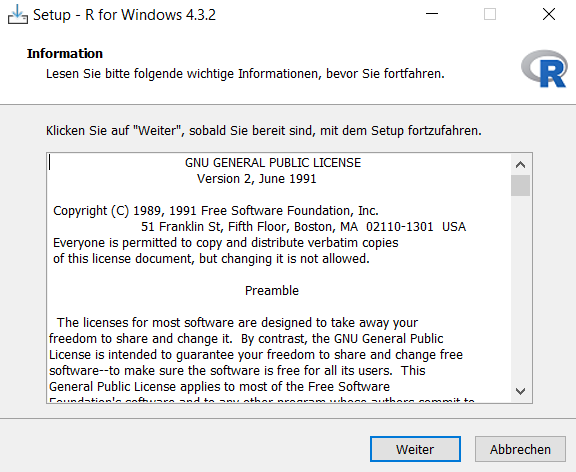 Setup - R for Windows 4.3.2
Information
Lesen Sie bitte folgende wichtige Informationen, bevor Sie fortfahren.
R
Klicken Sie auf "Weiter", sobald Sie bereit sind, mit dem Setup fortzufahren.
GNU GENERAL PUBLIC LICENSE
Version 2, June 1991
Copyright (C) 1989, 1991 Free Software Foundation, Inc.
51 Franklin St, Fifth Floor, Boston, MA  02110-1301  USA
Everyone is permitted to copy and distribute verbatim copies
of this license document, but changing it is not allowed.
Preamble
The licenses for most software are designed to take away your
freedom to share and change it.  By contrast, the GNU General Public
License is intended to guarantee your freedom to share and change free
software--to make sure the software is free for all its users.  This
General Public License applies to most of the Free Software
Foundation's software and to any other program whose authors commit to
Weiter
Abbrechen